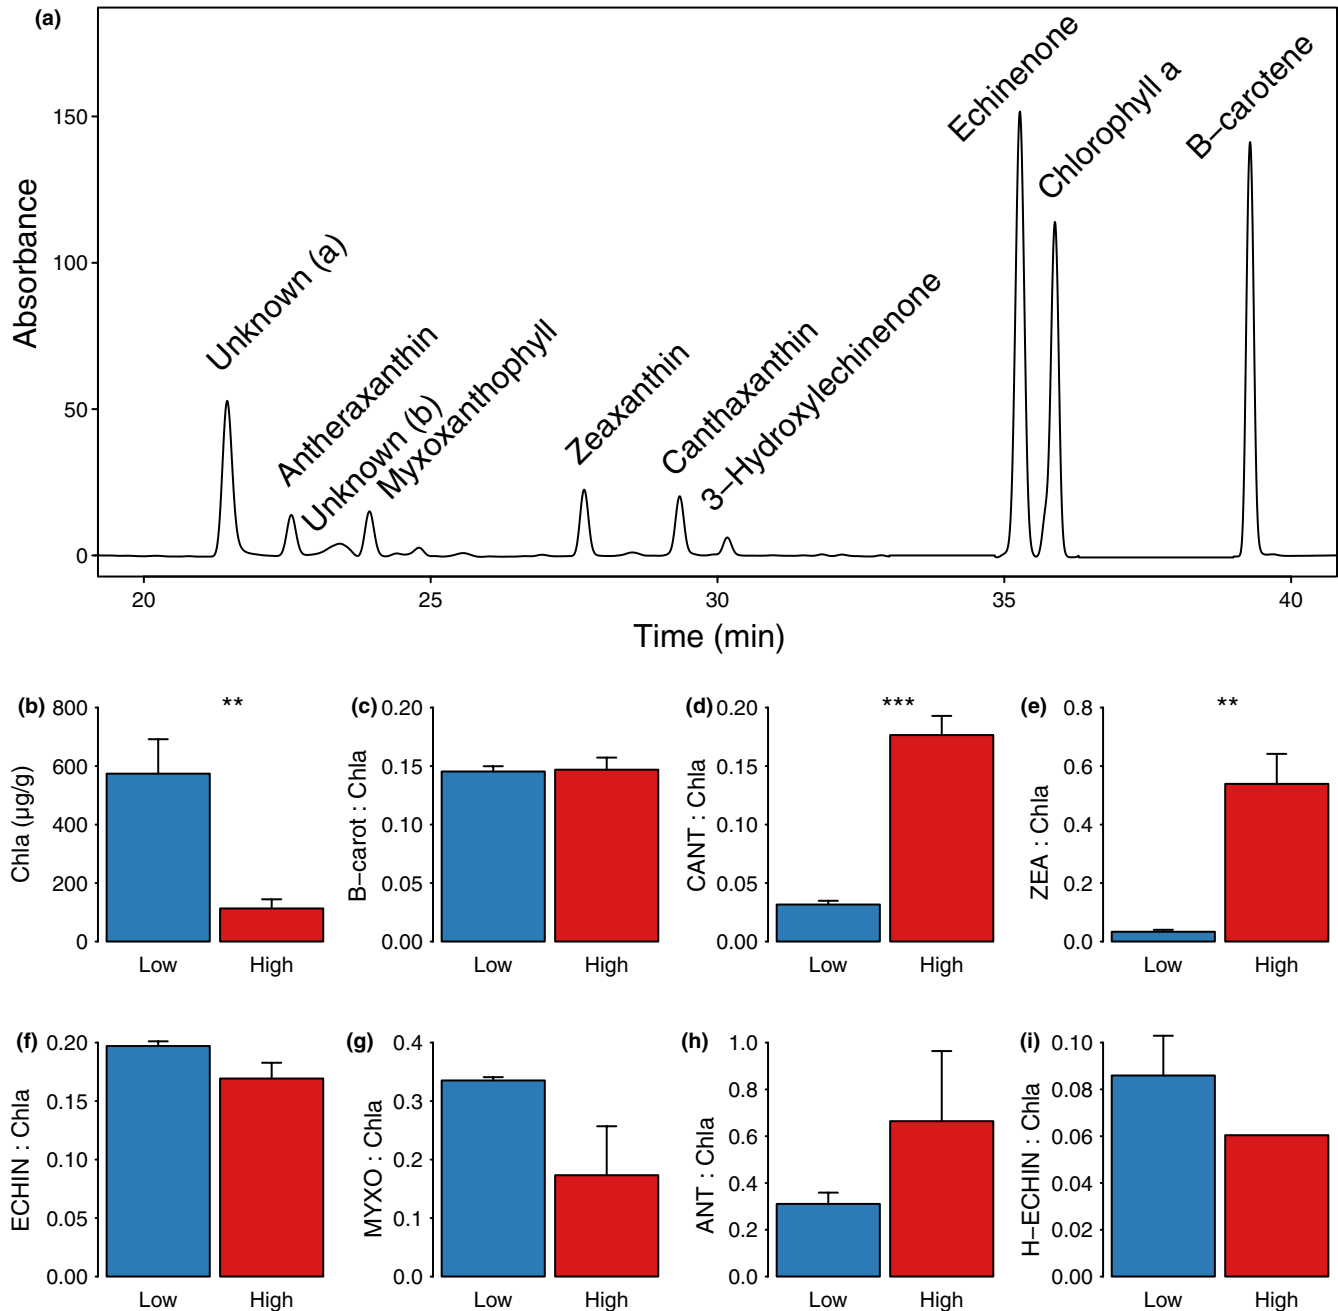 (a)
Absorbance
150
100
50
0
Unknown (a)
Antheraxanthin
Unknown (b)
Myxoxanthophyll
Zeaxanthin
Canthaxanthin
3−Hydroxylechinenone
Echinenone
Chlorophyll a
B−carotene
20 25 30 35 40
Time (min)
(b)
Chla (µg/g)
800
600
400
200
0
**
Low High
(c)
B−carot : Chla
0.20
0.15
0.10
0.05
0.00
Low High
(d)
CANT : Chla
0.20
0.15
0.10
0.05
0.00
***
Low High
(e)
ZEA : Chla
0.8
0.6
0.4
0.2
0.0
**
Low High
(f)
ECHIN : Chla
0.20
0.15
0.10
0.05
0.00
Low High
(g)
MYXO : Chla
0.4
0.3
0.2
0.1
0.0
Low High
(h)
ANT : Chla
1.0
0.8
0.6
0.4
0.2
0.0
Low High
(i)
H−ECHIN : Chla
0.10
0.08
0.06
0.04
0.02
0.00
Low High